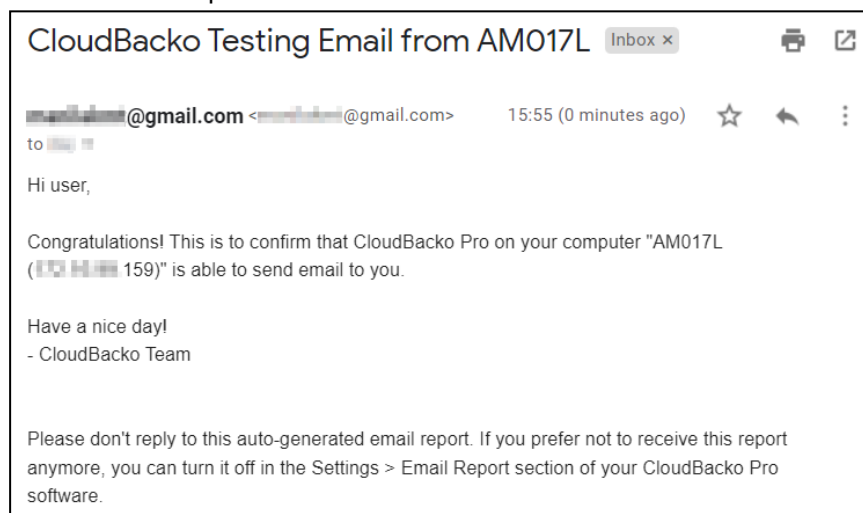 CloudBacko Testing Email from AM017L Inbox ×
@gmail.com < @gmail.com> 15:55 (0 minutes ago)
to
Hi user,
Congratulations! This is to confirm that CloudBacko Pro on your computer "AM017L
( 159)" is able to send email to you.
Have a nice day!
- CloudBacko Team
Please don't reply to this auto-generated email report. If you prefer not to receive this report
anymore, you can turn it off in the Settings > Email Report section of your CloudBacko Pro
software.